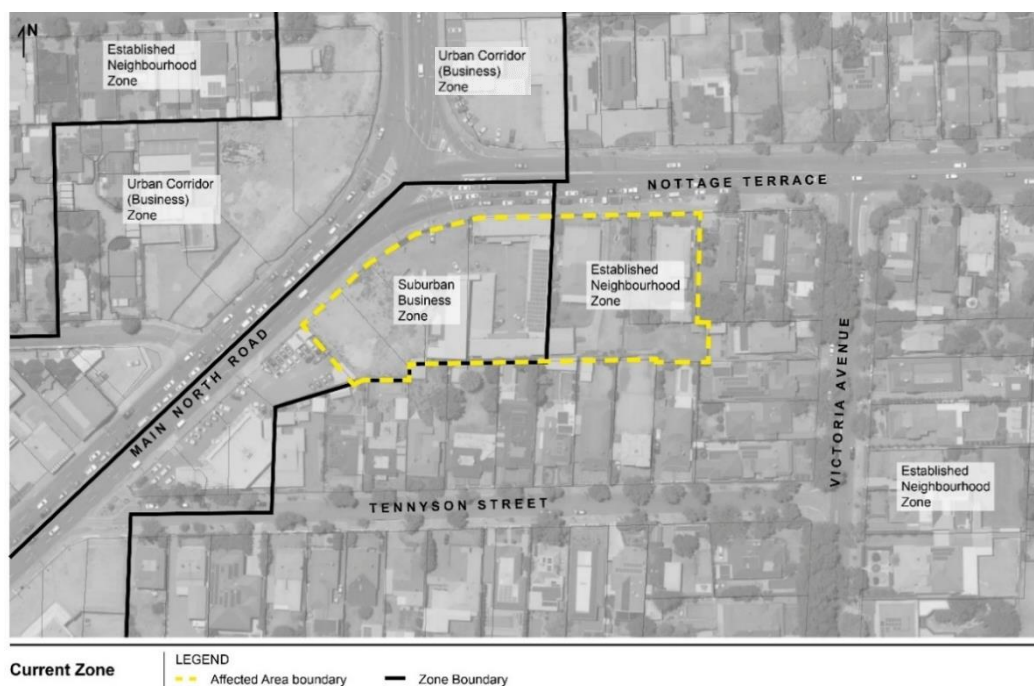 N
Established
Neighbourhood
Zone
Urban Corridor
(Business)
Zone
Urban Corridor
(Business)
Zone
NOTTAGE TERRACE
Suburban
Business
Zone
Established
Neighbourhood
Zone
MAIN NORTH ROAD
VICTORIA AVENUE
Established
Neighbourhood
Zone
TENNYSON STREET
Current Zone
LEGEND
Affected Area boundary
Zone Boundary